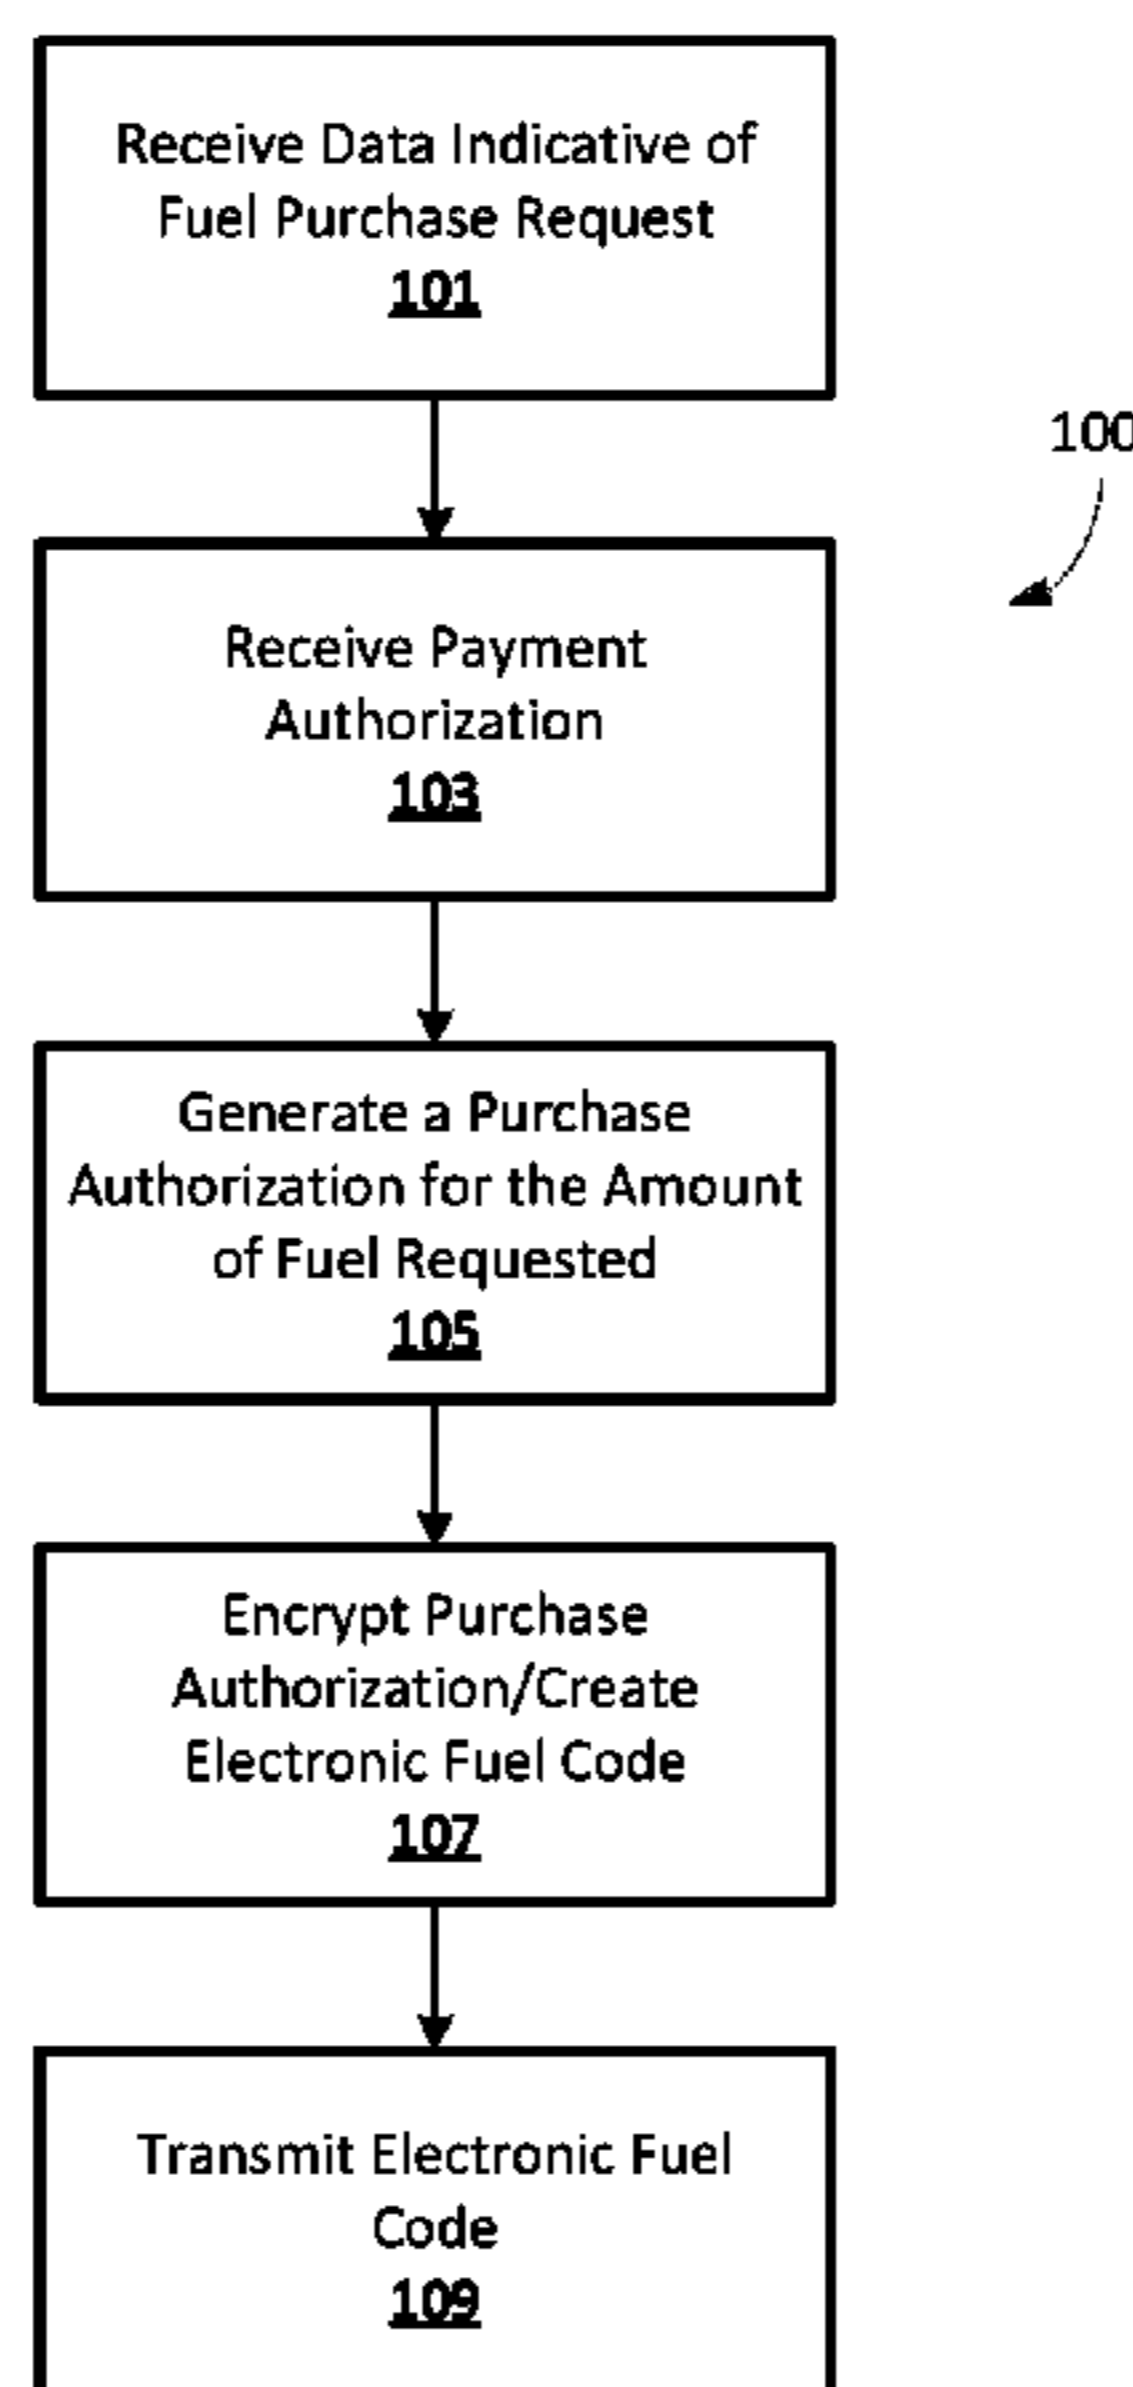 Receive Data Indicative of
Fuel Purchase Request
101
100
Receive Payment
Authorization
103
Generate a Purchase
Authorization for the Amount
of Fuel Requested
105
Encrypt Purchase
Authorization/Create
Electronic Fuel Code
107
Transmit Electronic Fuel
Code
109